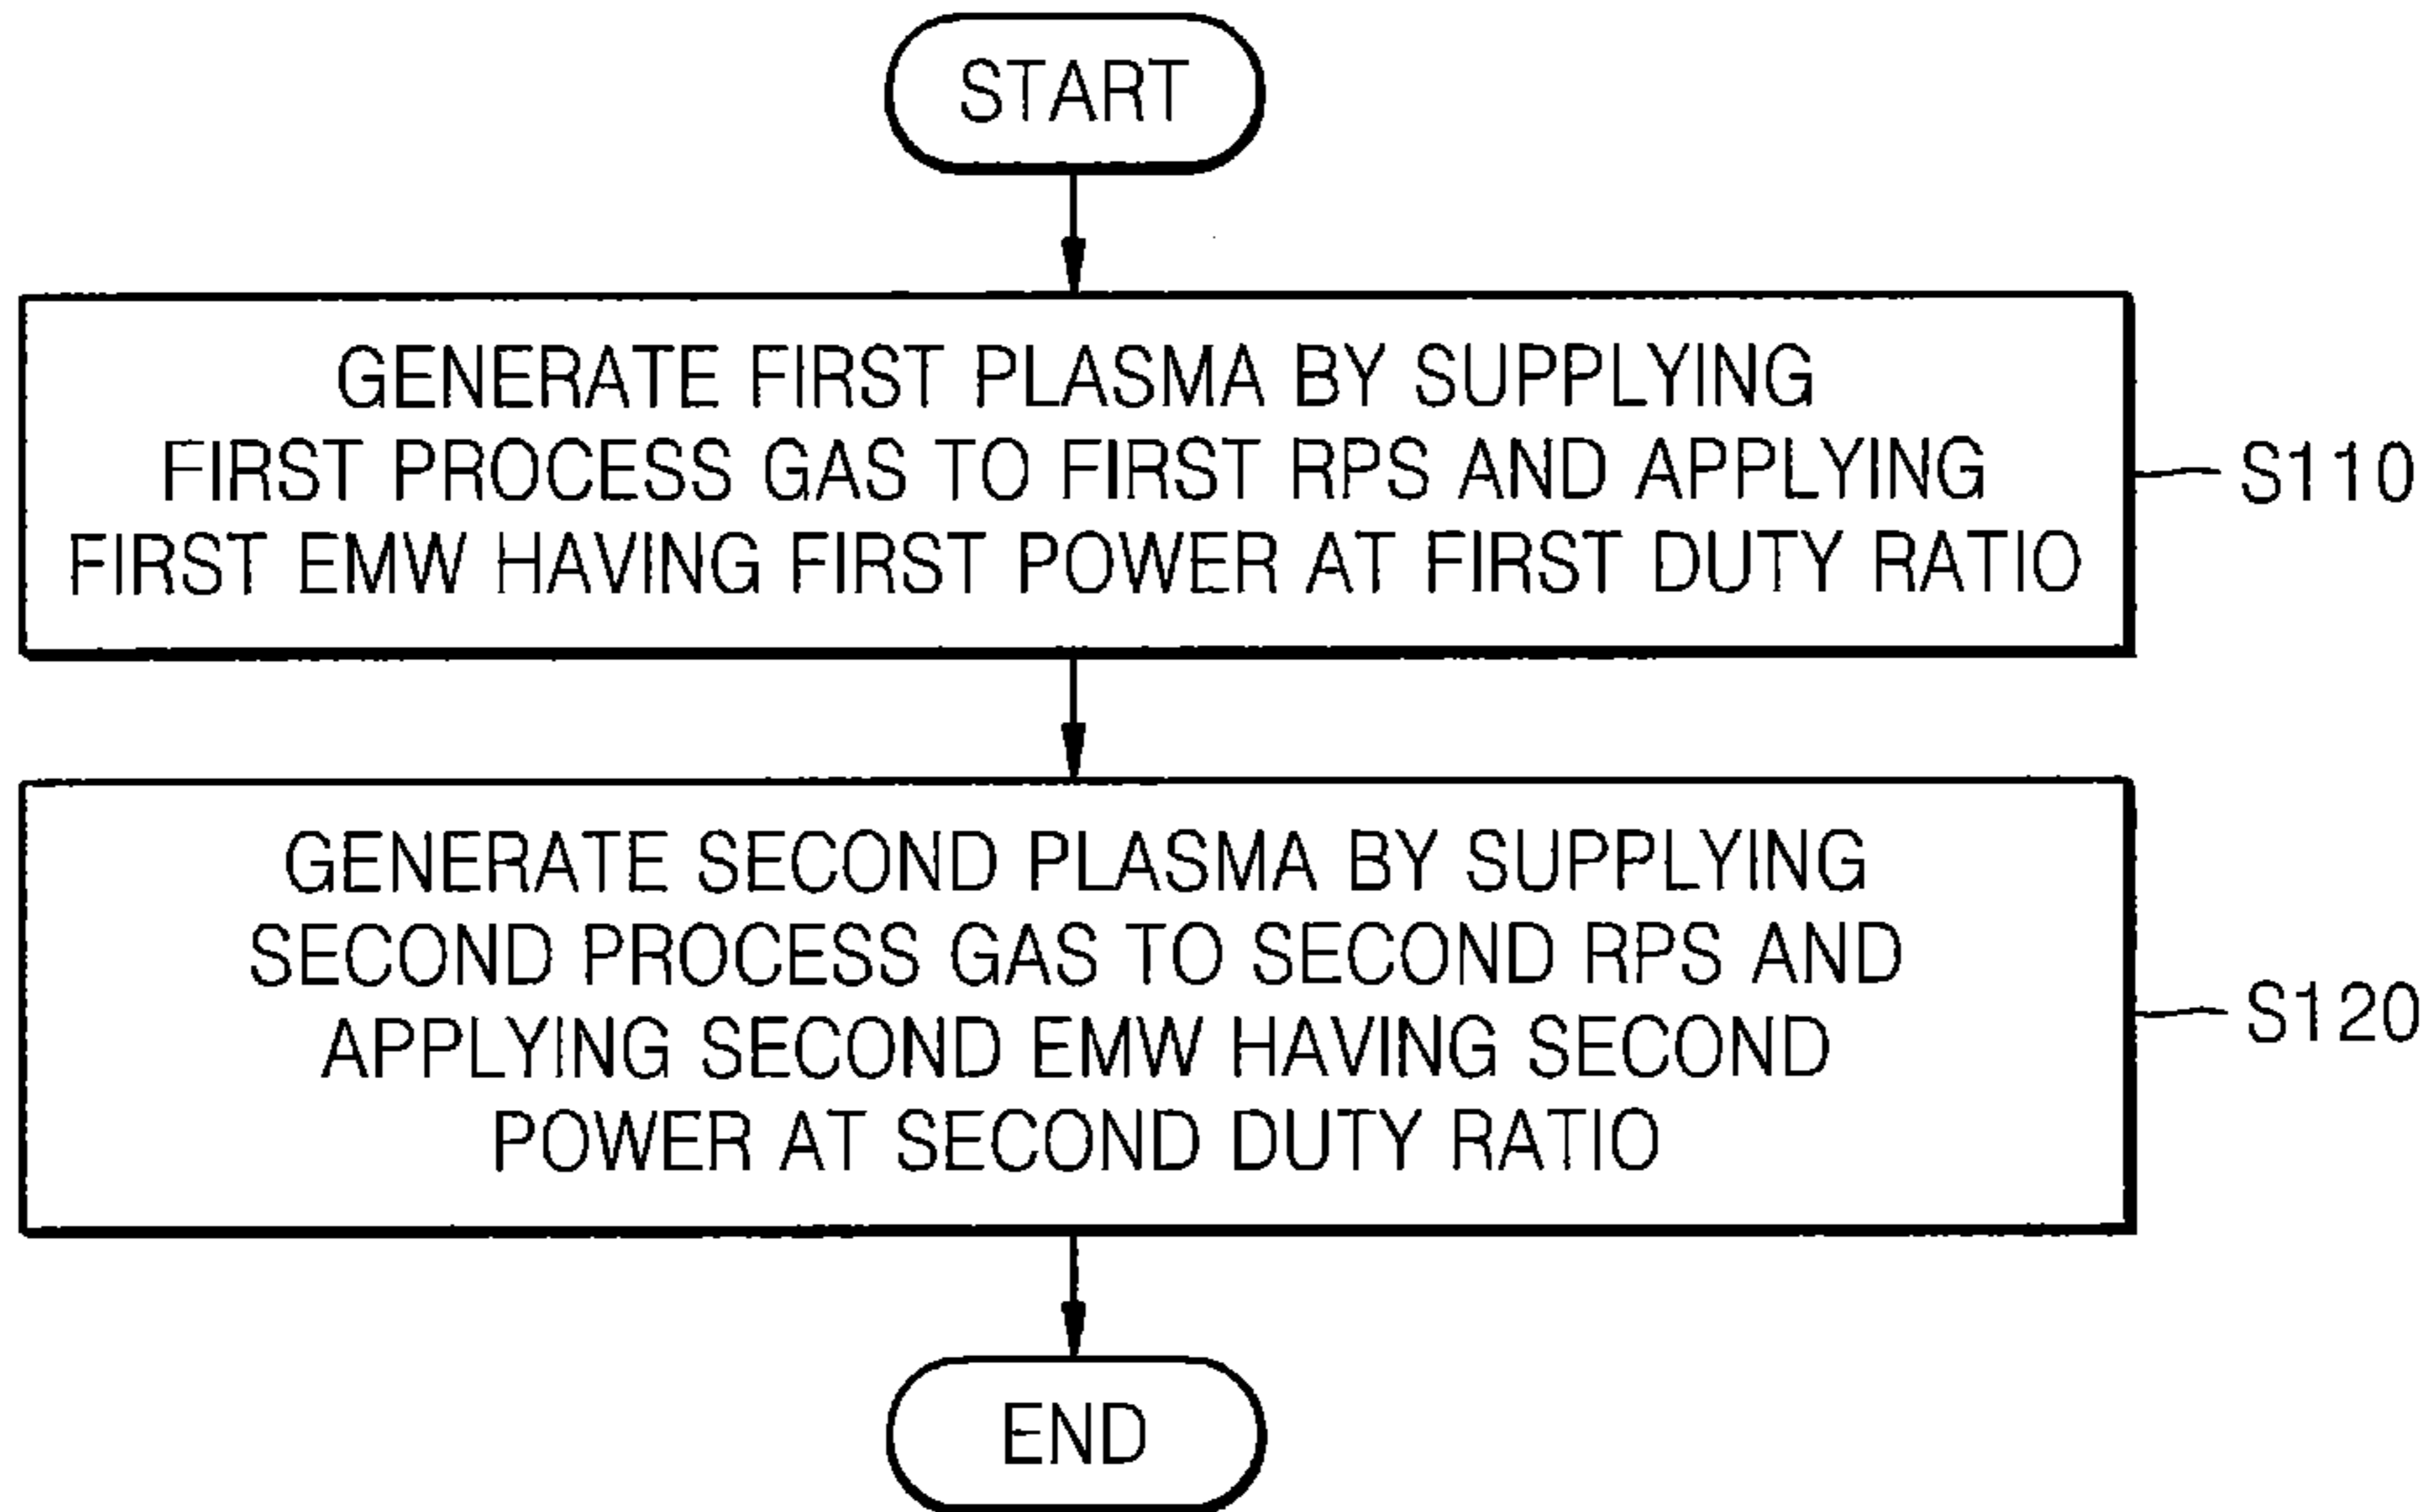 START
GENERATE FIRST PLASMA BY SUPPLYING
FIRST PROCESS GAS TO FIRST RPS AND APPLYING
FIRST EMW HAVING FIRST POWER AT FIRST DUTY RATIO
S110
GENERATE SECOND PLASMA BY SUPPLYING
SECOND PROCESS GAS TO SECOND RPS AND
APPLYING SECOND EMW HAVING SECOND
POWER AT SECOND DUTY RATIO
S120
END